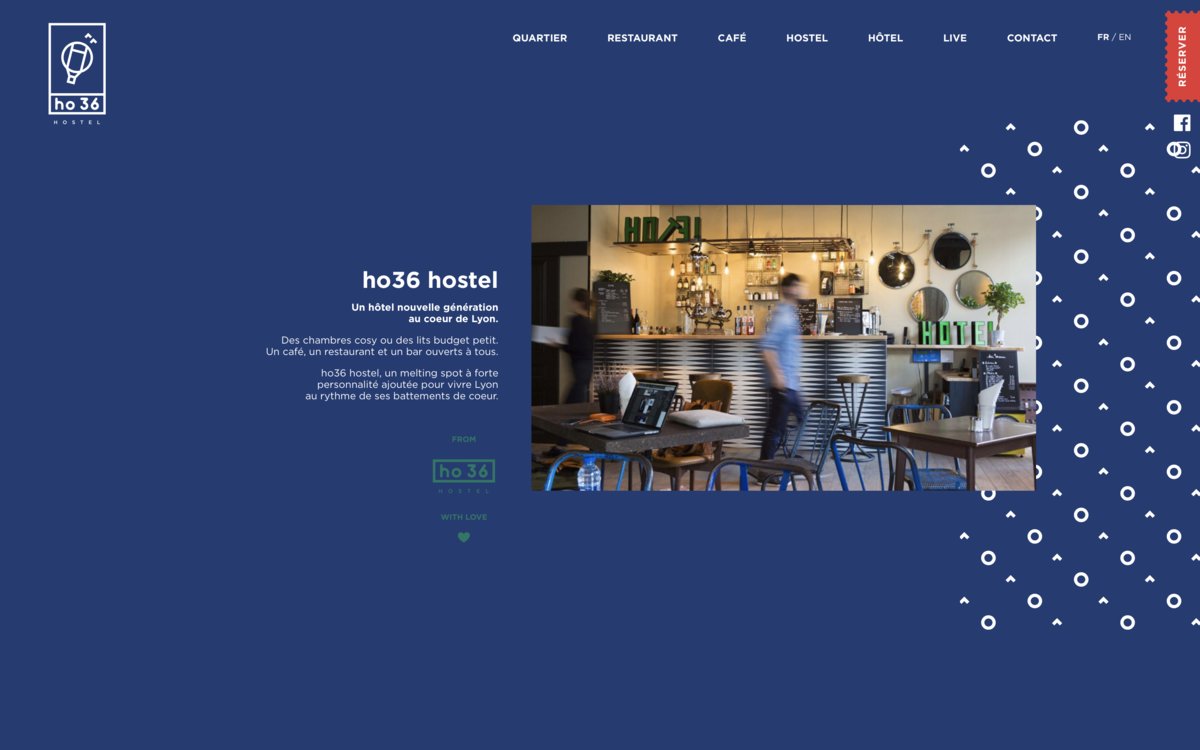 ho 36
HOSTEL
QUARTIER
RESTAURANT
CAFÉ
HOSTEL
HÔTEL
LIVE
CONTACT
FR / EN
RÉSERVER
ho36 hostel
Un hôtel nouvelle génération
au coeur de Lyon.
Des chambres cosy ou des lits budget petit.
Un café, un restaurant et un bar ouverts à tous.
ho36 hostel, un melting spot à forte
personnalité ajoutée pour vivre Lyon
au rythme de ses battements de coeur.
FROM
ho 36
HOSTEL
WITH LOVE
HOTEL
HOTEL